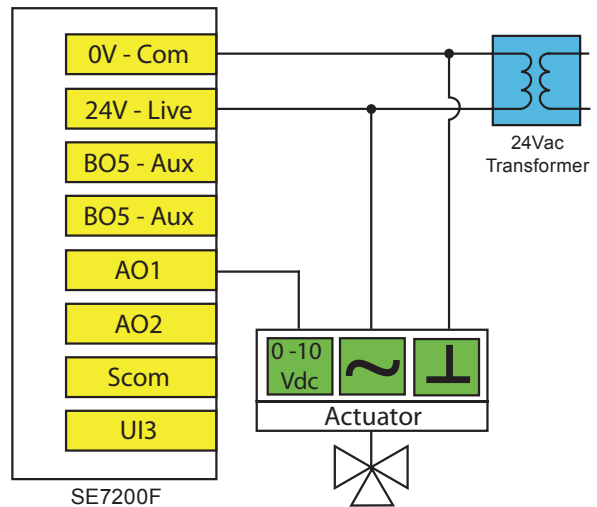 0V - Com
24V - Live
BO5 - Aux
BO5 - Aux
AO1
AO2
Scom
UI3
SE7200F
24Vac
Transformer
0 -10
Vdc
Actuator